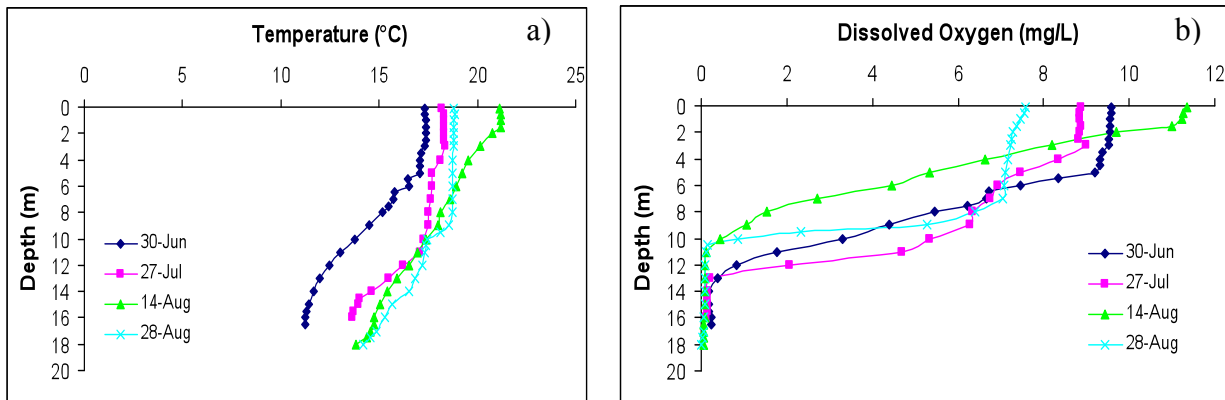 Temperature (°C) a)
0 5 10 15 20 25
0
2
4
6
8
10
12
14
16
18
20
Depth (m)
30-Jun
27-Jul
14-Aug
28-Aug
Dissolved Oxygen (mg/L) b)
0 2 4 6 8 10 12
0
2
4
6
8
10
12
14
16
18
20
Depth (m)
30-Jun
27-Jul
14-Aug
28-Aug